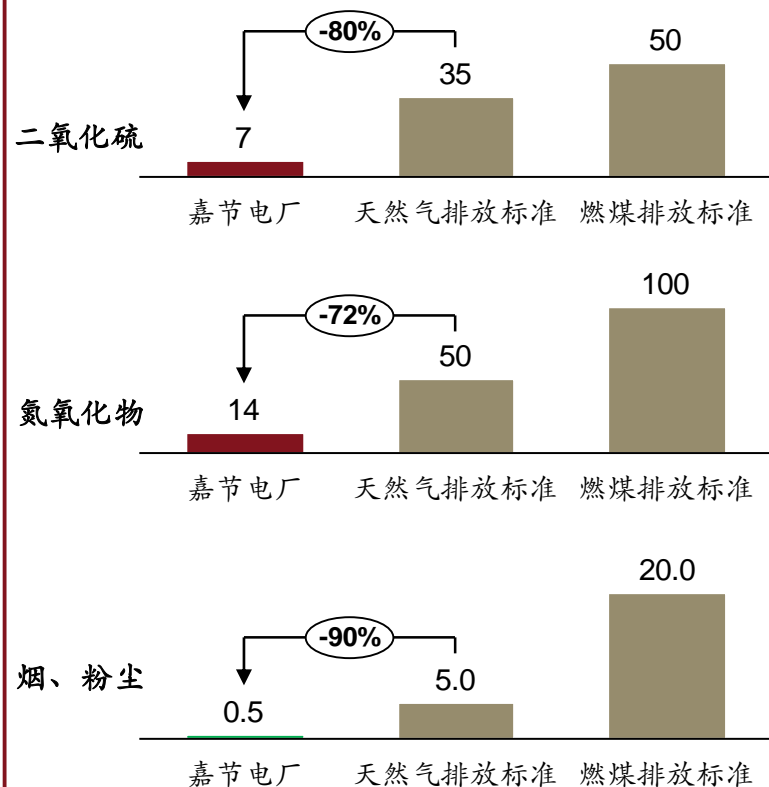 -80%
50
35
7
二氧化硫
嘉节电厂 天然气排放标准 燃煤排放标准
100
-72%
50
14
氮氧化物
嘉节电厂 天然气排放标准 燃煤排放标准
20.0
-90%
5.0
0.5
烟、粉尘
嘉节电厂 天然气排放标准 燃煤排放标准